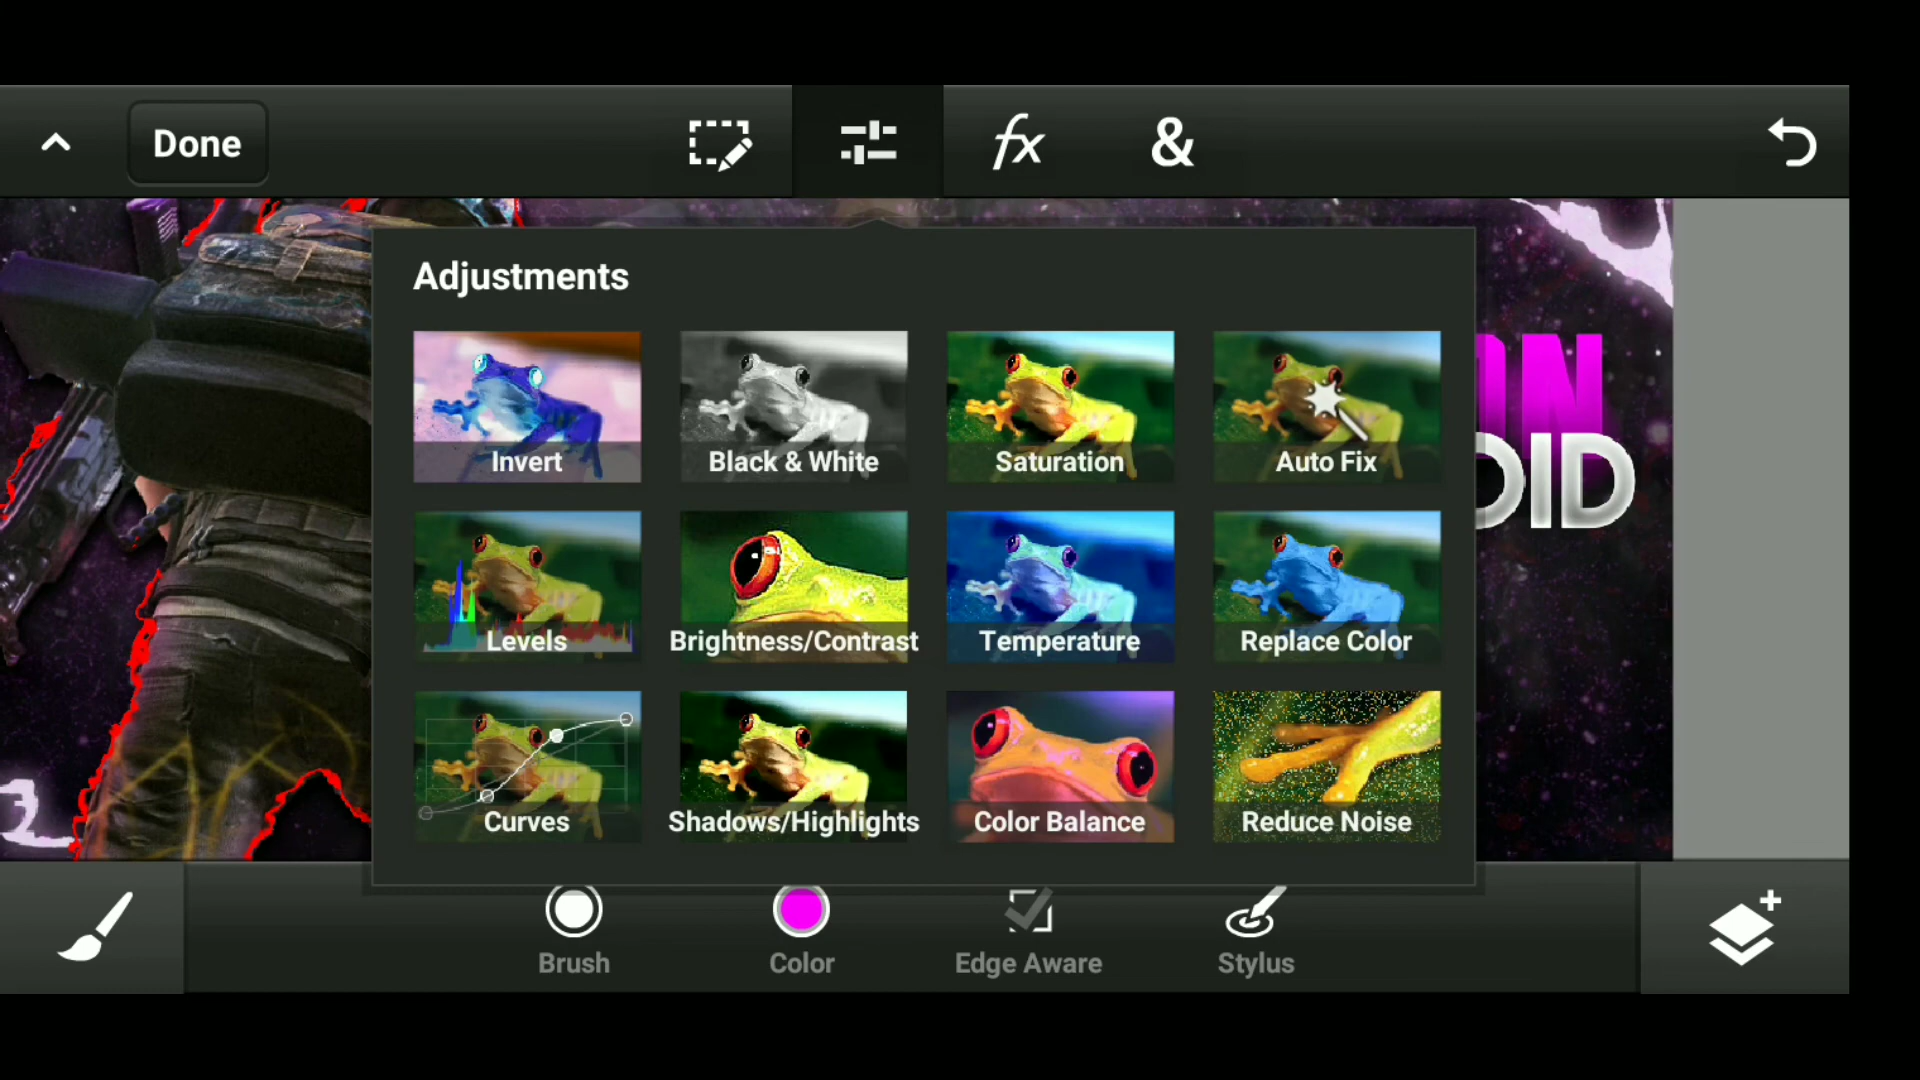 Done
fx
&
Adjustments
Invert
Black & White
Saturation
Auto Fix
Levels
Brightness/Contrast
Temperature
Replace Color
Curves
Shadows/Highlights
Color Balance
Reduce Noise
Brush
Color
Edge Aware
Stylus